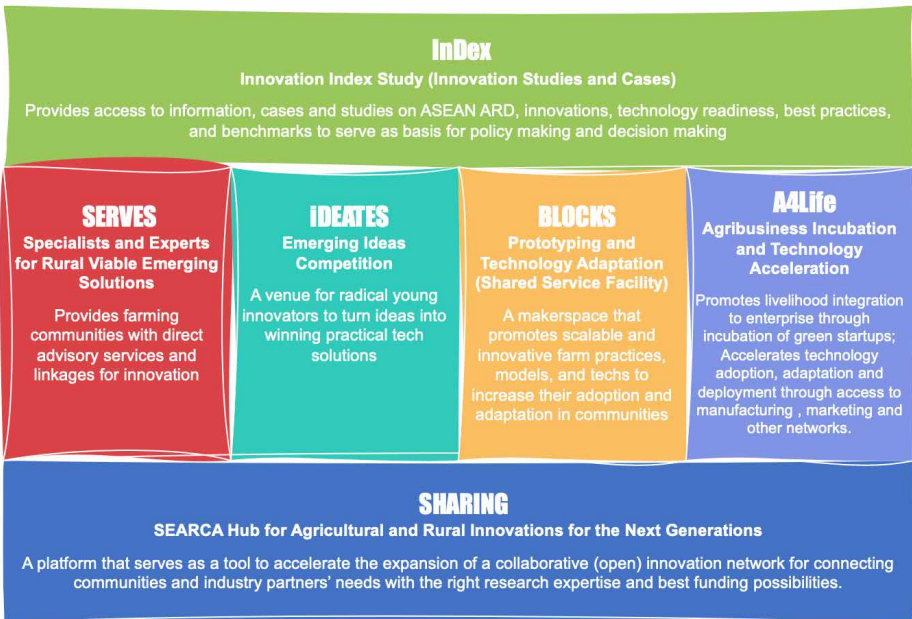 InDex
Innovation Index Study (Innovation Studies and Cases)
Provides access to information, cases and studies on ASEAN ARD, innovations, technology readiness, best practices,
and benchmarks to serve as basis for policy making and decision making
SERVES
Specialists and Experts
for Rural Viable Emerging
Solutions
Provides farming
communities with direct
advisory services and
linkages for innovation
iDEATES
Emerging Ideas
Competition
A venue for radical young
innovators to turn ideas into
winning practical tech
solutions
BLOCKS
Prototyping and
Technology Adaptation
(Shared Service Facility)
A makerspace that
promotes scalable and
innovative farm practices,
models, and techs to
increase their adoption and
adaptation in communities
A4Life
Agribusiness Incubation
and Technology
Acceleration
Promotes livelihood integration
to enterprise through
incubation of green startups;
Accelerates technology
adoption, adaptation and
deployment through access to
manufacturing , marketing and
other networks.
SHARING
SEARCA Hub for Agricultural and Rural Innovations for the Next Generations
A platform that serves as a tool to accelerate the expansion of a collaborative (open) innovation network for connecting
communities and industry partners' needs with the right research expertise and best funding possibilities.